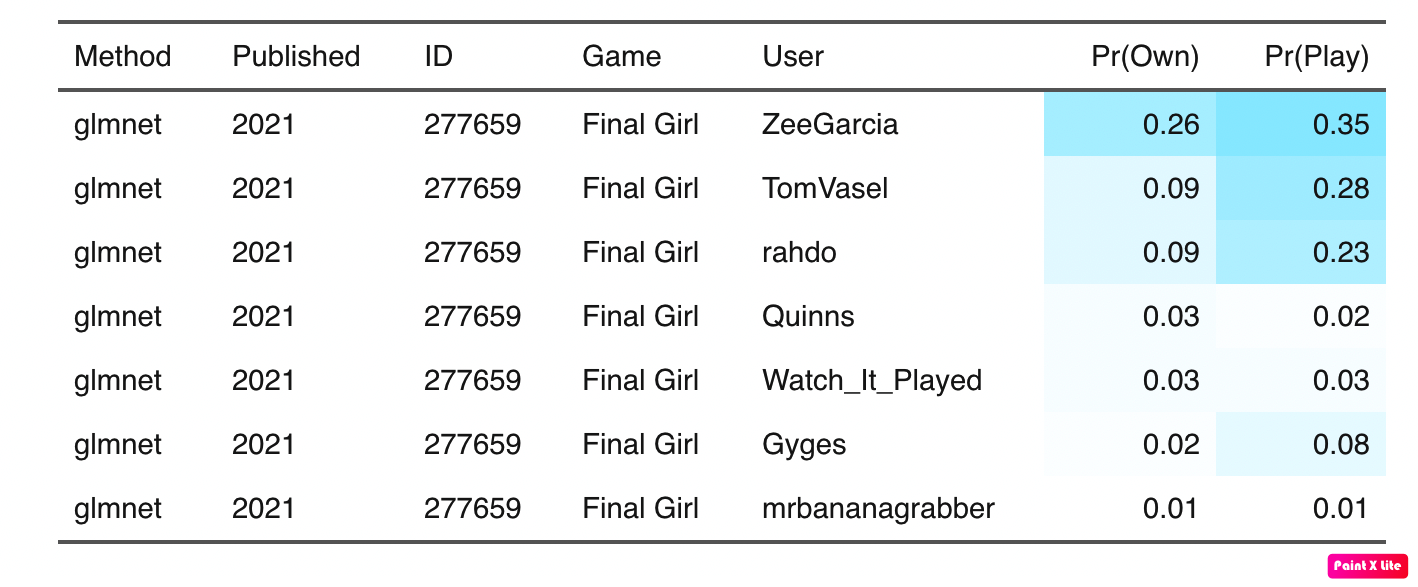 Method Published ID Game User Pr(Own) Pr(Play)
glmnet 2021 277659 Final Girl ZeeGarcia 0.26 0.35
glmnet 2021 277659 Final Girl TomVasel 0.09 0.28
glmnet 2021 277659 Final Girl rahdo 0.09 0.23
glmnet 2021 277659 Final Girl Quinns 0.03 0.02
glmnet 2021 277659 Final Girl Watch_It_Played 0.03 0.03
glmnet 2021 277659 Final Girl Gyges 0.02 0.08
glmnet 2021 277659 Final Girl mrbananagrabber 0.01 0.01
Paint X Lite